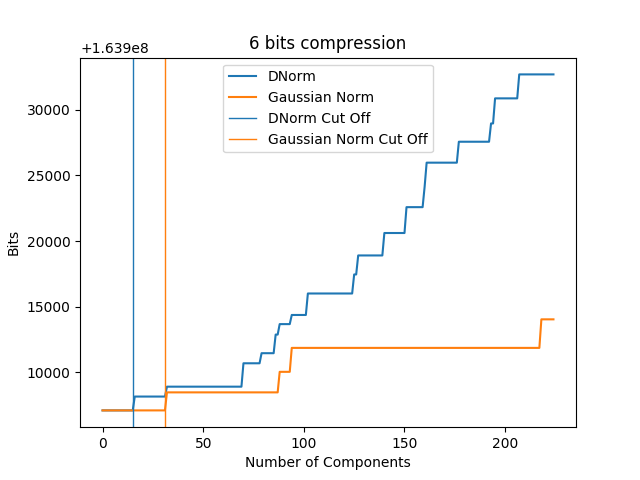 6 bits compression
+1.639e8
DNorm
Gaussian Norm
DNorm Cut Off
Gaussian Norm Cut Off
30000
25000
20000
15000
10000
Bits
0 50 100 150 200
Number of Components